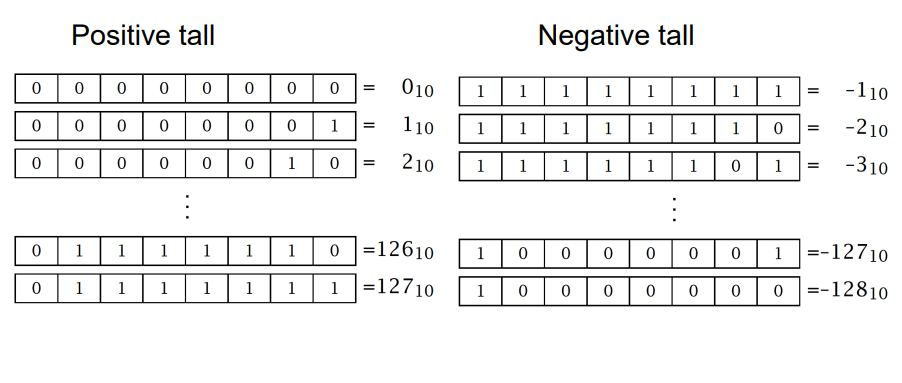 Positive tall
0 0 0 0 0 0 0 0 = 0₁₀
0 0 0 0 0 0 0 1 = 1₁₀
0 0 0 0 0 0 1 0 = 2₁₀
⋮
0 1 1 1 1 1 1 0 =126₁₀
0 1 1 1 1 1 1 1 =127₁₀
Negative tall
1 1 1 1 1 1 1 1 = –1₁₀
1 1 1 1 1 1 1 0 = –2₁₀
1 1 1 1 1 1 0 1 = –3₁₀
⋮
1 0 0 0 0 0 0 1 =–127₁₀
1 0 0 0 0 0 0 0 =–128₁₀